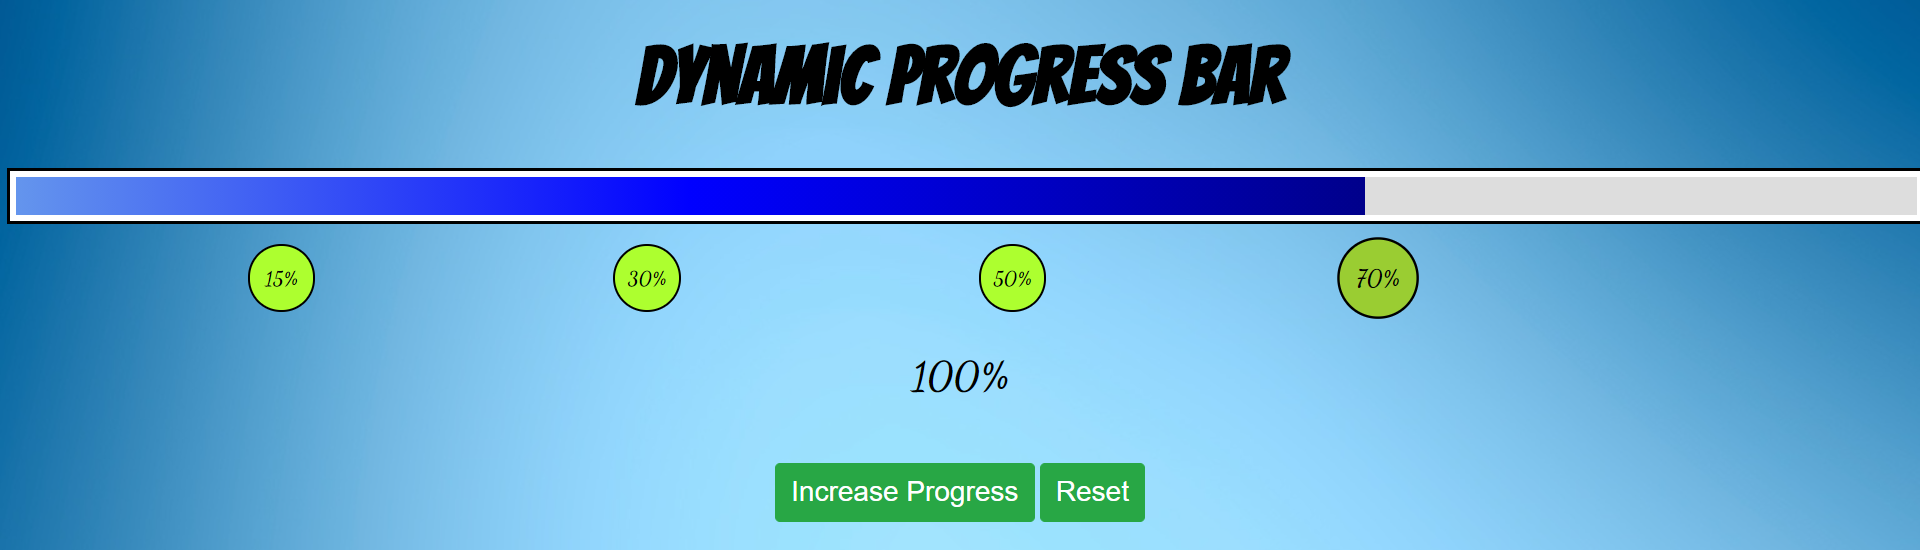 DYNAMIC PROGRESS BAR
15% 30% 50% 70%
100%
Increase Progress Reset